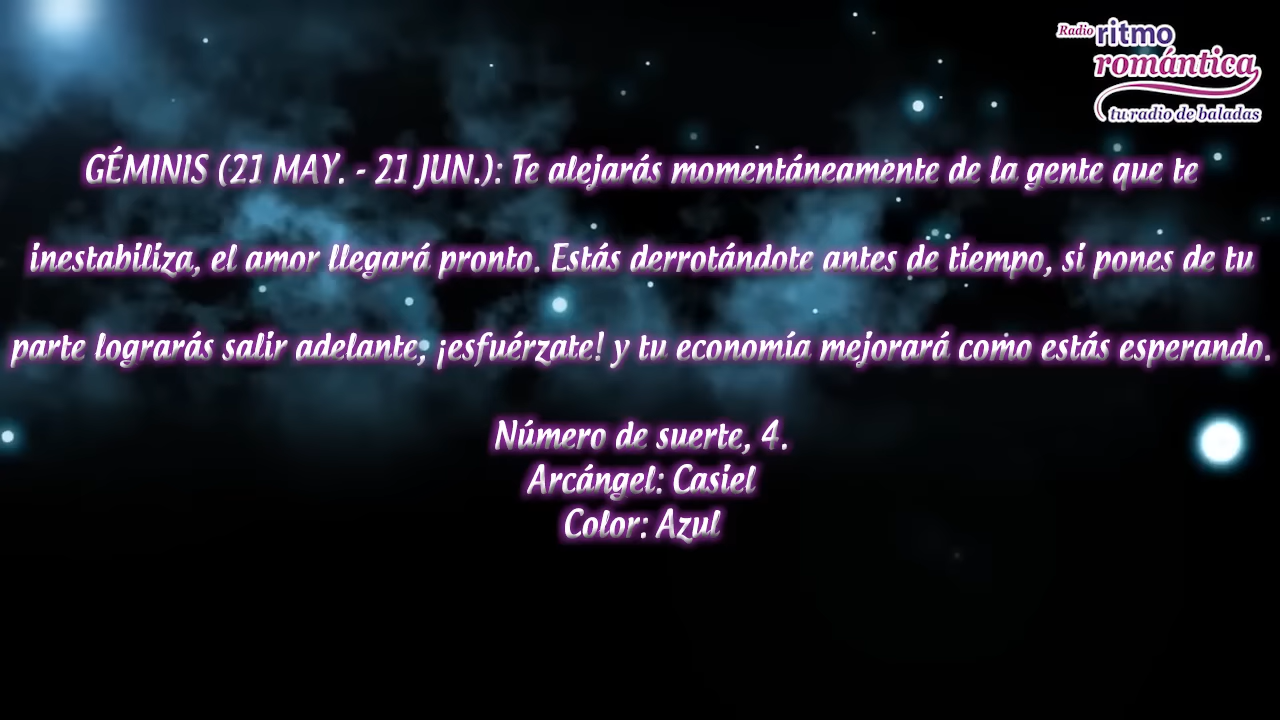 Radio ritmo
romántica
tu radio de baladas
GÉMINIS (21 MAY. - 21 JUN.): Te alejarás momentáneamente de la gente que te
inestabiliza, el amor llegará pronto. Estás derrotándote antes de tiempo, si pones de tu
parte lograrás salir adelante, ¡esfuérzate! y tu economía mejorará como estás esperando.
Número de suerte, 4.
Arcángel: Casiel
Color: Azul